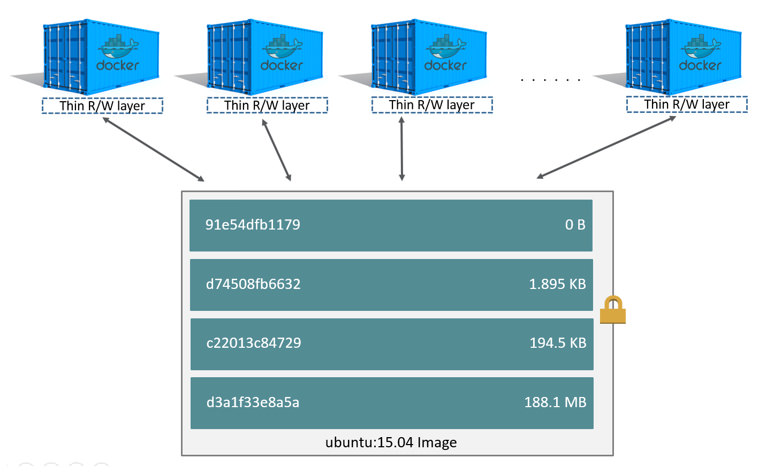 docker docker docker docker
. . . . . .
Thin R/W layer Thin R/W layer Thin R/W layer Thin R/W layer
91e54dfb1179 0 B
d74508fb6632 1.895 KB
c22013c84729 194.5 KB
d3a1f33e8a5a 188.1 MB
ubuntu:15.04 Image